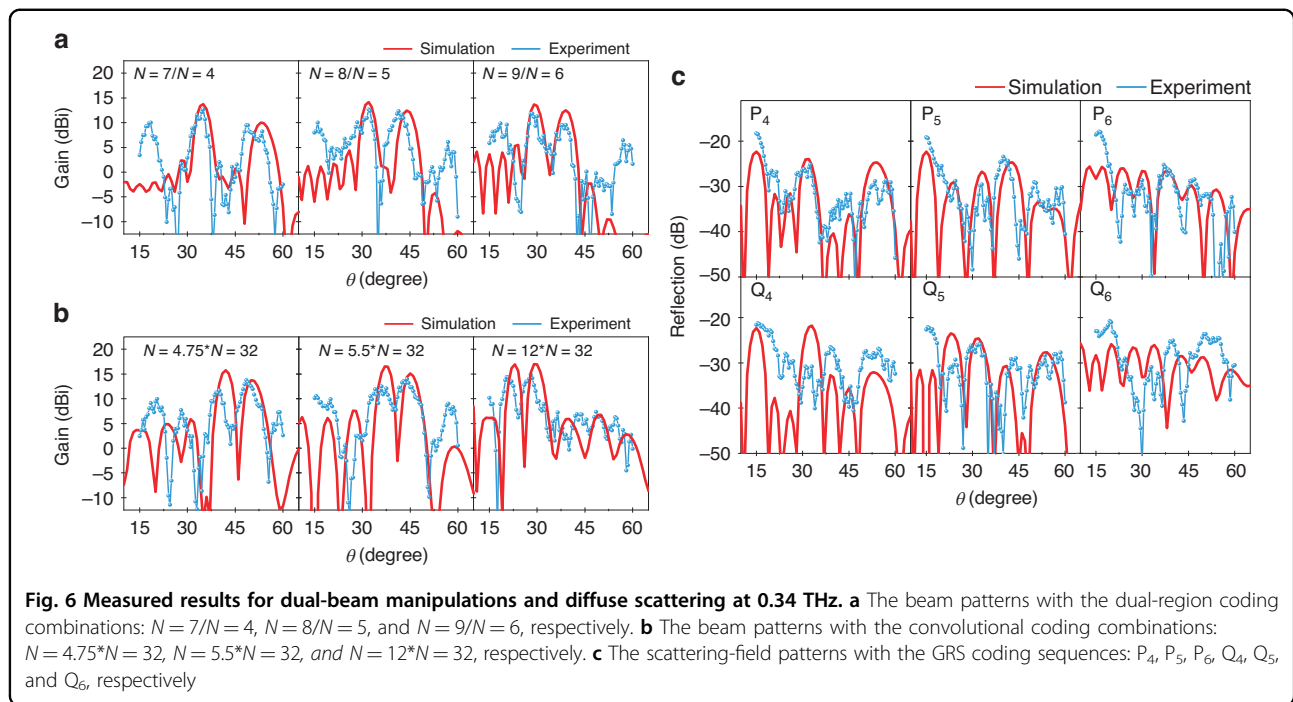 a
Simulation Experiment
N = 7/N = 4 N = 8/N = 5 N = 9/N = 6
20
15
10
5
0
−5
−10
Gain (dBi)
15 30 45 60 15 30 45 60 15 30 45 60
θ (degree)
b
Simulation Experiment
N = 4.75*N = 32 N = 5.5*N = 32 N = 12*N = 32
20
15
10
5
0
−5
−10
Gain (dBi)
15 30 45 60 15 30 45 60 15 30 45 60
θ (degree)
c
Simulation Experiment
P4 P5 P6
−20
−30
−40
−50
Q4 Q5 Q6
−20
−30
−40
−50
Reflection (dB)
15 30 45 60 15 30 45 60 15 30 45 60
θ (degree)
Fig. 6 Measured results for dual-beam manipulations and diffuse scattering at 0.34 THz. a The beam patterns with the dual-region coding
combinations: N = 7/N = 4, N = 8/N = 5, and N = 9/N = 6, respectively. b The beam patterns with the convolutional coding combinations:
N = 4.75*N = 32, N = 5.5*N = 32, and N = 12*N = 32, respectively. c The scattering-field patterns with the GRS coding sequences: P4, P5, P6, Q4, Q5,
and Q6, respectively